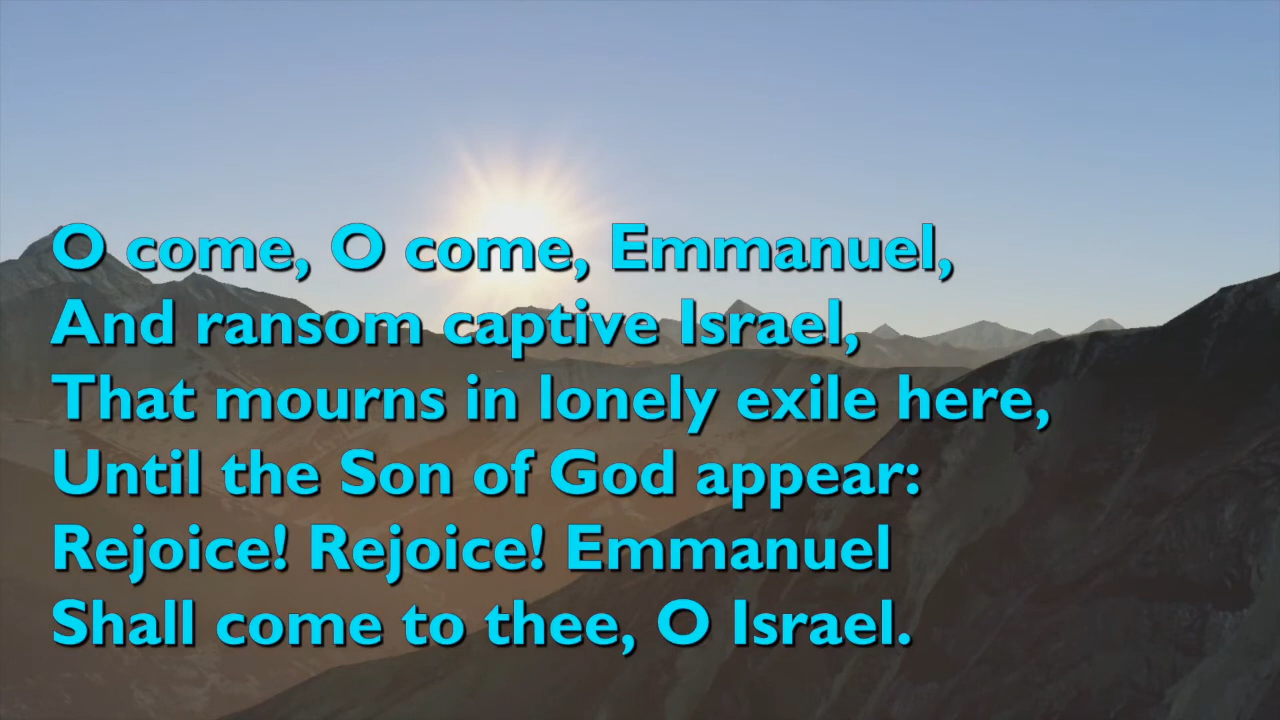 O come, O come, Emmanuel,
And ransom captive Israel,
That mourns in lonely exile here,
Until the Son of God appear:
Rejoice! Rejoice! Emmanuel
Shall come to thee, O Israel.